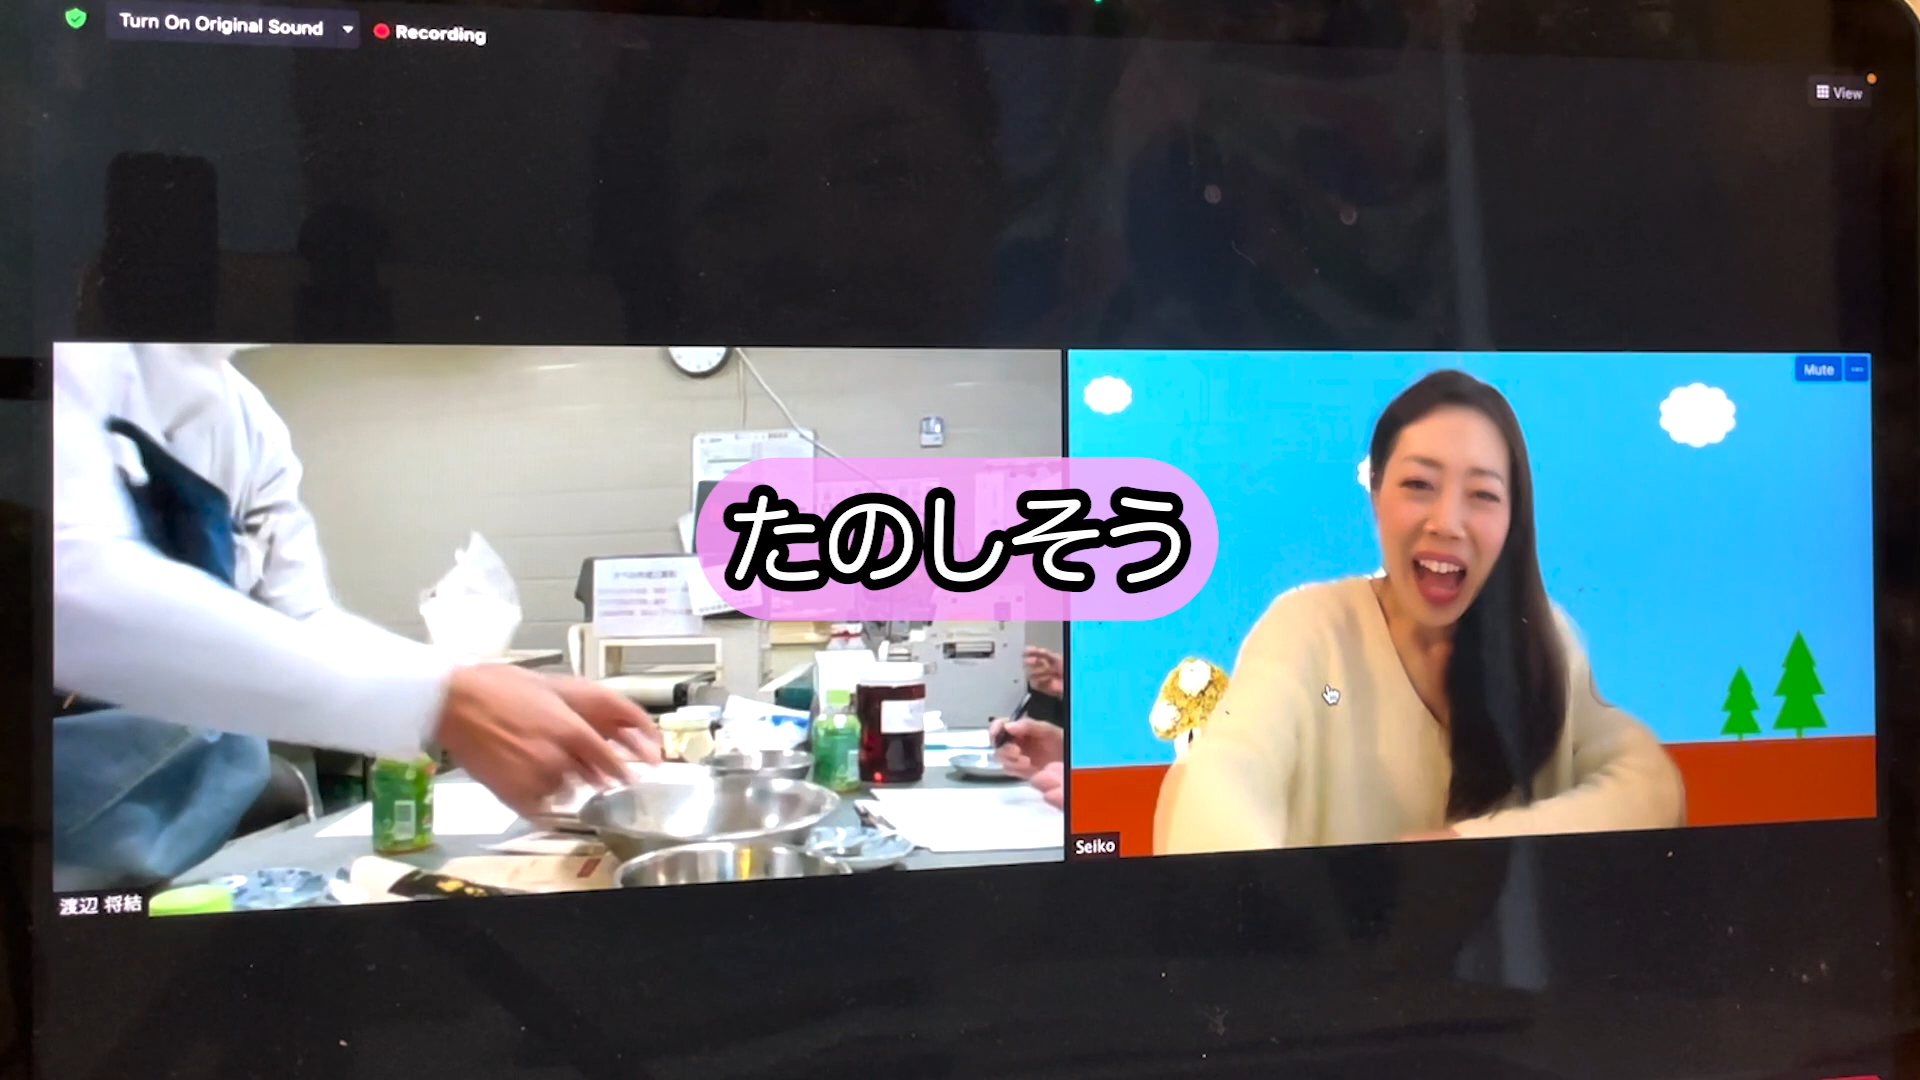 Turn On Original Sound
Recording
View
Mute
たのしそう
Seiko
渡辺 将結